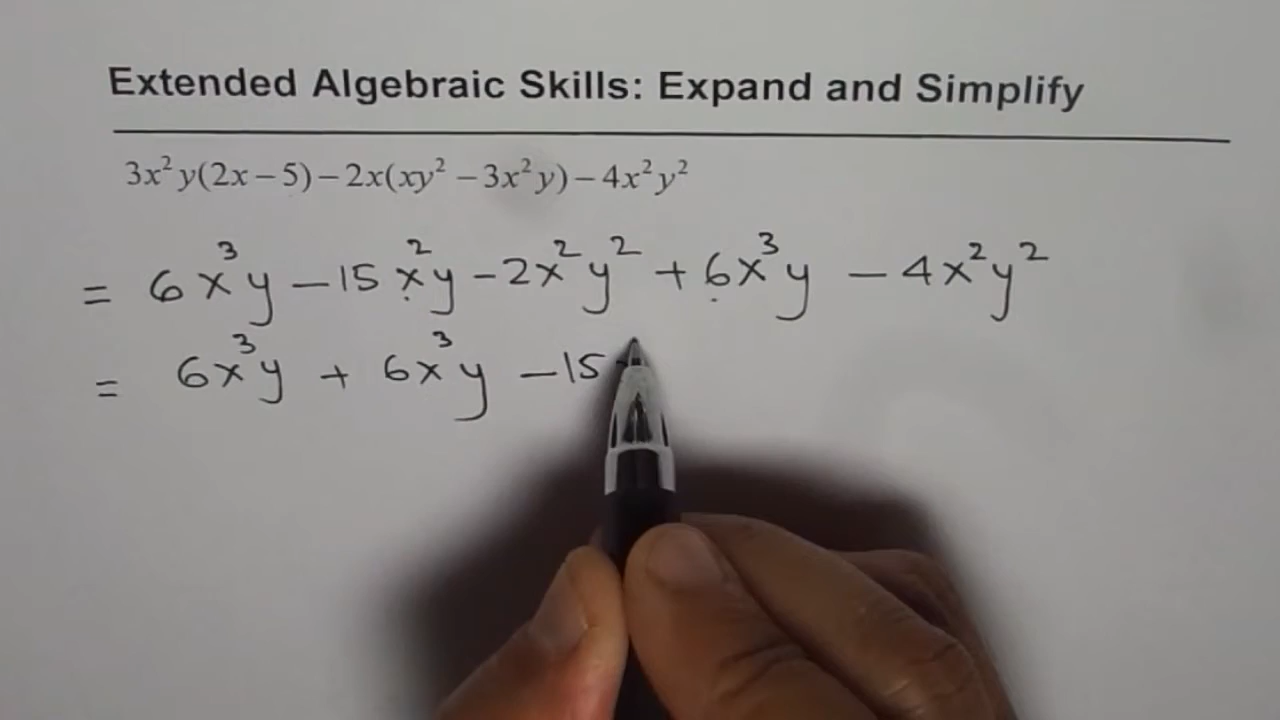 Extended Algebraic Skills: Expand and Simplify
3x²y(2x – 5) – 2x(xy² – 3x²y) – 4x²y²
= 6x³y – 15x²y – 2x²y² + 6x³y – 4x²y²
= 6x³y + 6x³y – 15